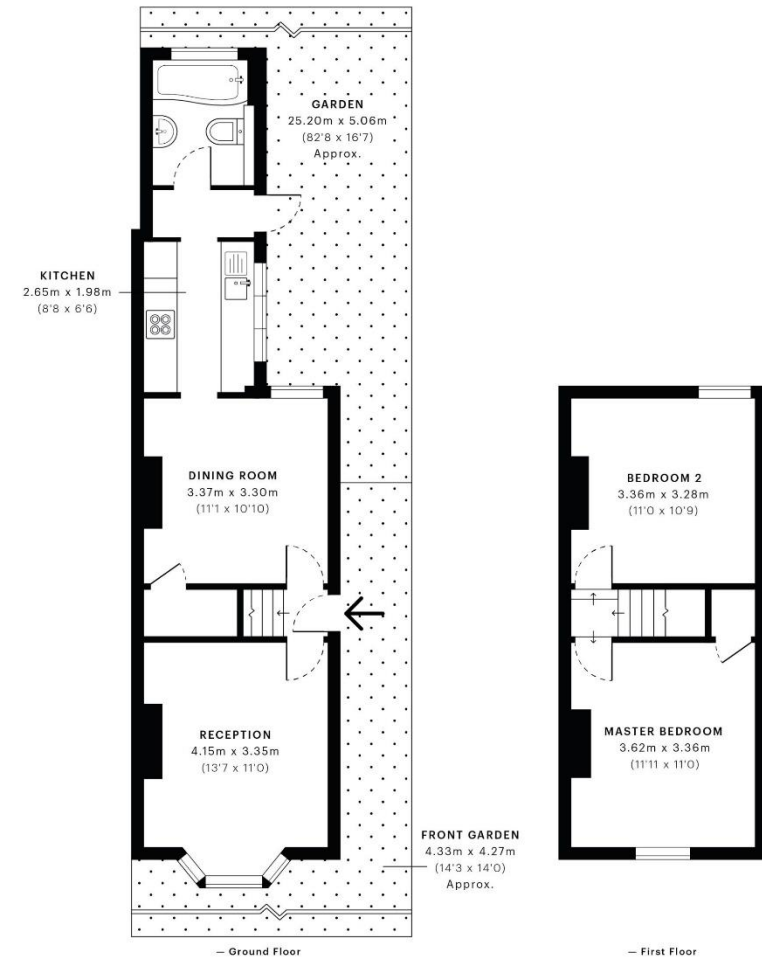 GARDEN
25.20m x 5.06m
(82'8 x 16'7)
Approx.
KITCHEN
2.65m x 1.98m
(8'8 x 6'6)
DINING ROOM
3.37m x 3.30m
(11'1 x 10'10)
BEDROOM 2
3.36m x 3.28m
(11'0 x 10'9)
RECEPTION
4.15m x 3.35m
(13'7 x 11'0)
MASTER BEDROOM
3.62m x 3.36m
(11'11 x 11'0)
FRONT GARDEN
4.33m x 4.27m
(14'3 x 14'0)
Approx.
— Ground Floor
— First Floor